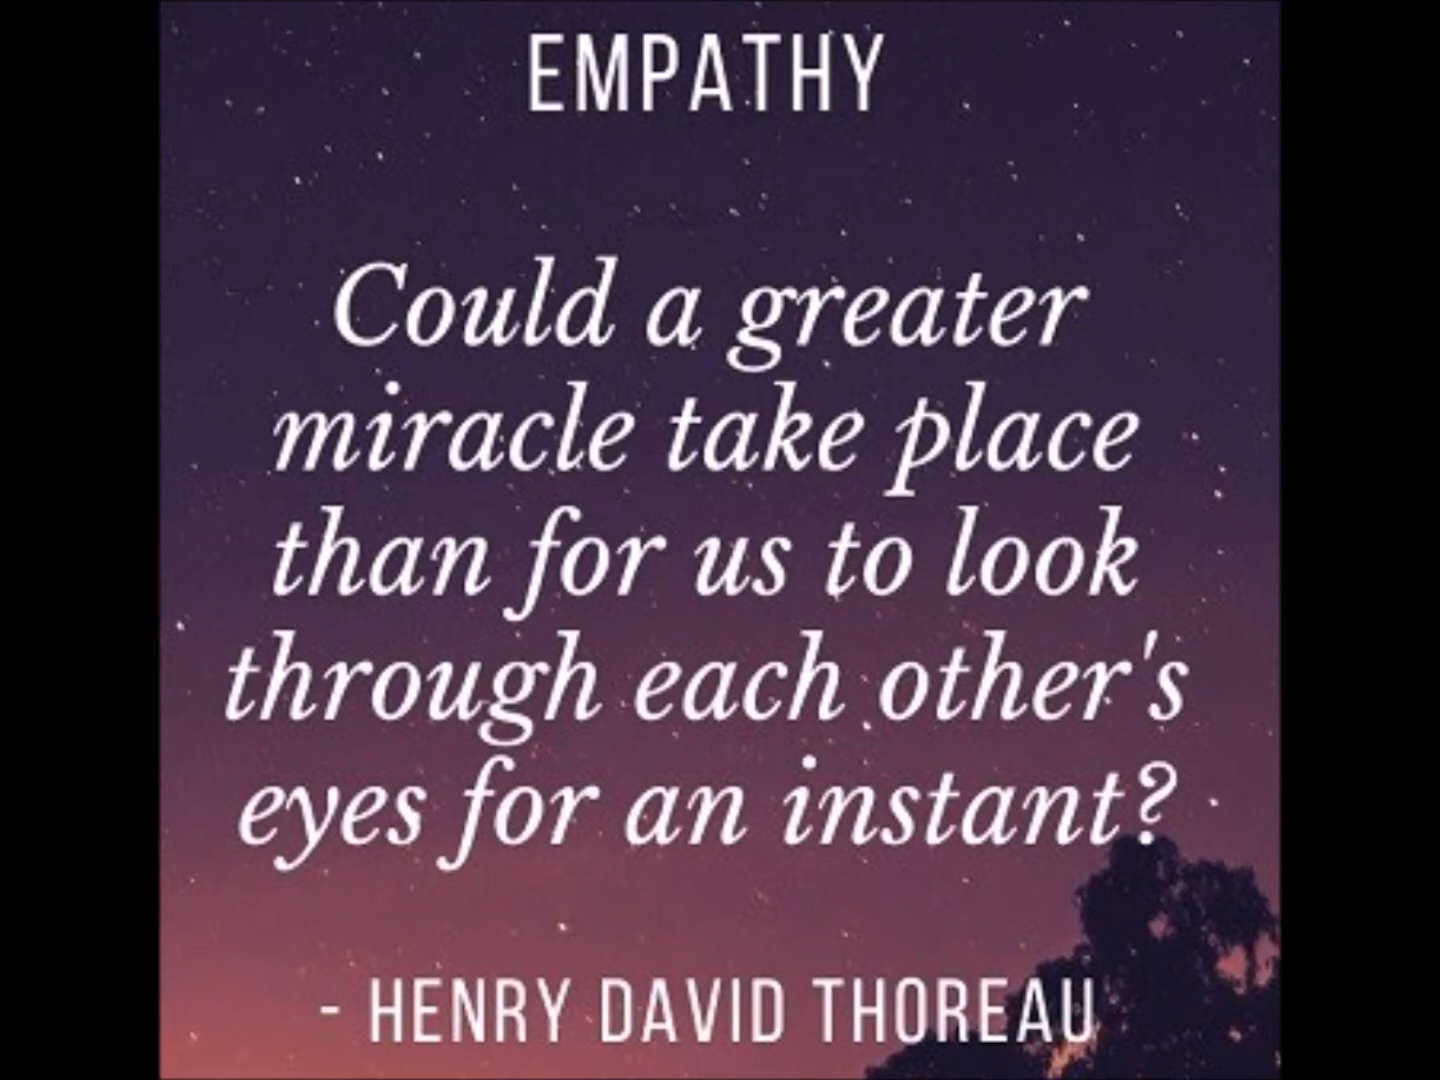 EMPATHY
Could a greater
miracle take place
than for us to look
through each other's
eyes for an instant?
- HENRY DAVID THOREAU